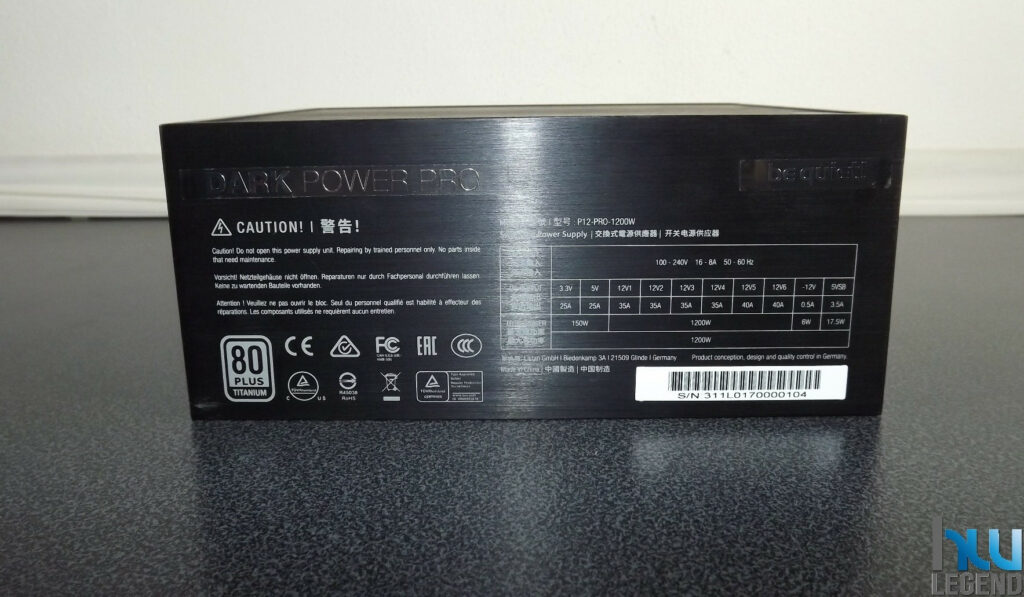 DARK POWER PRO
be quiet!
CAUTION! | 警告!
Caution! Do not open this power supply unit. Repairing by trained personnel only. No parts inside
that need maintenance.
Vorsicht! Netzteilgehäuse nicht öffnen. Reparaturen nur durch Fachpersonal durchführen lassen.
Keine zu wartenden Bauteile vorhanden.
Attention ! Veuillez ne pas ouvrir le bloc. Seul du personnel qualifié est habilité à effectuer des
réparations. Les composants utilisés ne requièrent aucun entretien.
80
PLUS
TITANIUM
CE
FC
EAC
CCC
C US
R45038
RoHS
型号: P12-PRO-1200W
Power Supply | 交換式電源供應器 | 开关电源供应器
100 - 240V 16 - 8A 50 - 60 Hz
3.3V 5V 12V1 12V2 12V3 12V4 12V5 12V6 -12V 5VSB
25A 25A 35A 35A 35A 35A 40A 40A 0.5A 3.5A
150W 1200W 6W 17.5W
1200W
Listan GmbH | Biedenkamp 3A | 21509 Glinde | Germany Product conception, design and quality control in Germany.
Made in China | 中國製造 | 中国制造
S/N 311L0170000104
HW
LEGEND